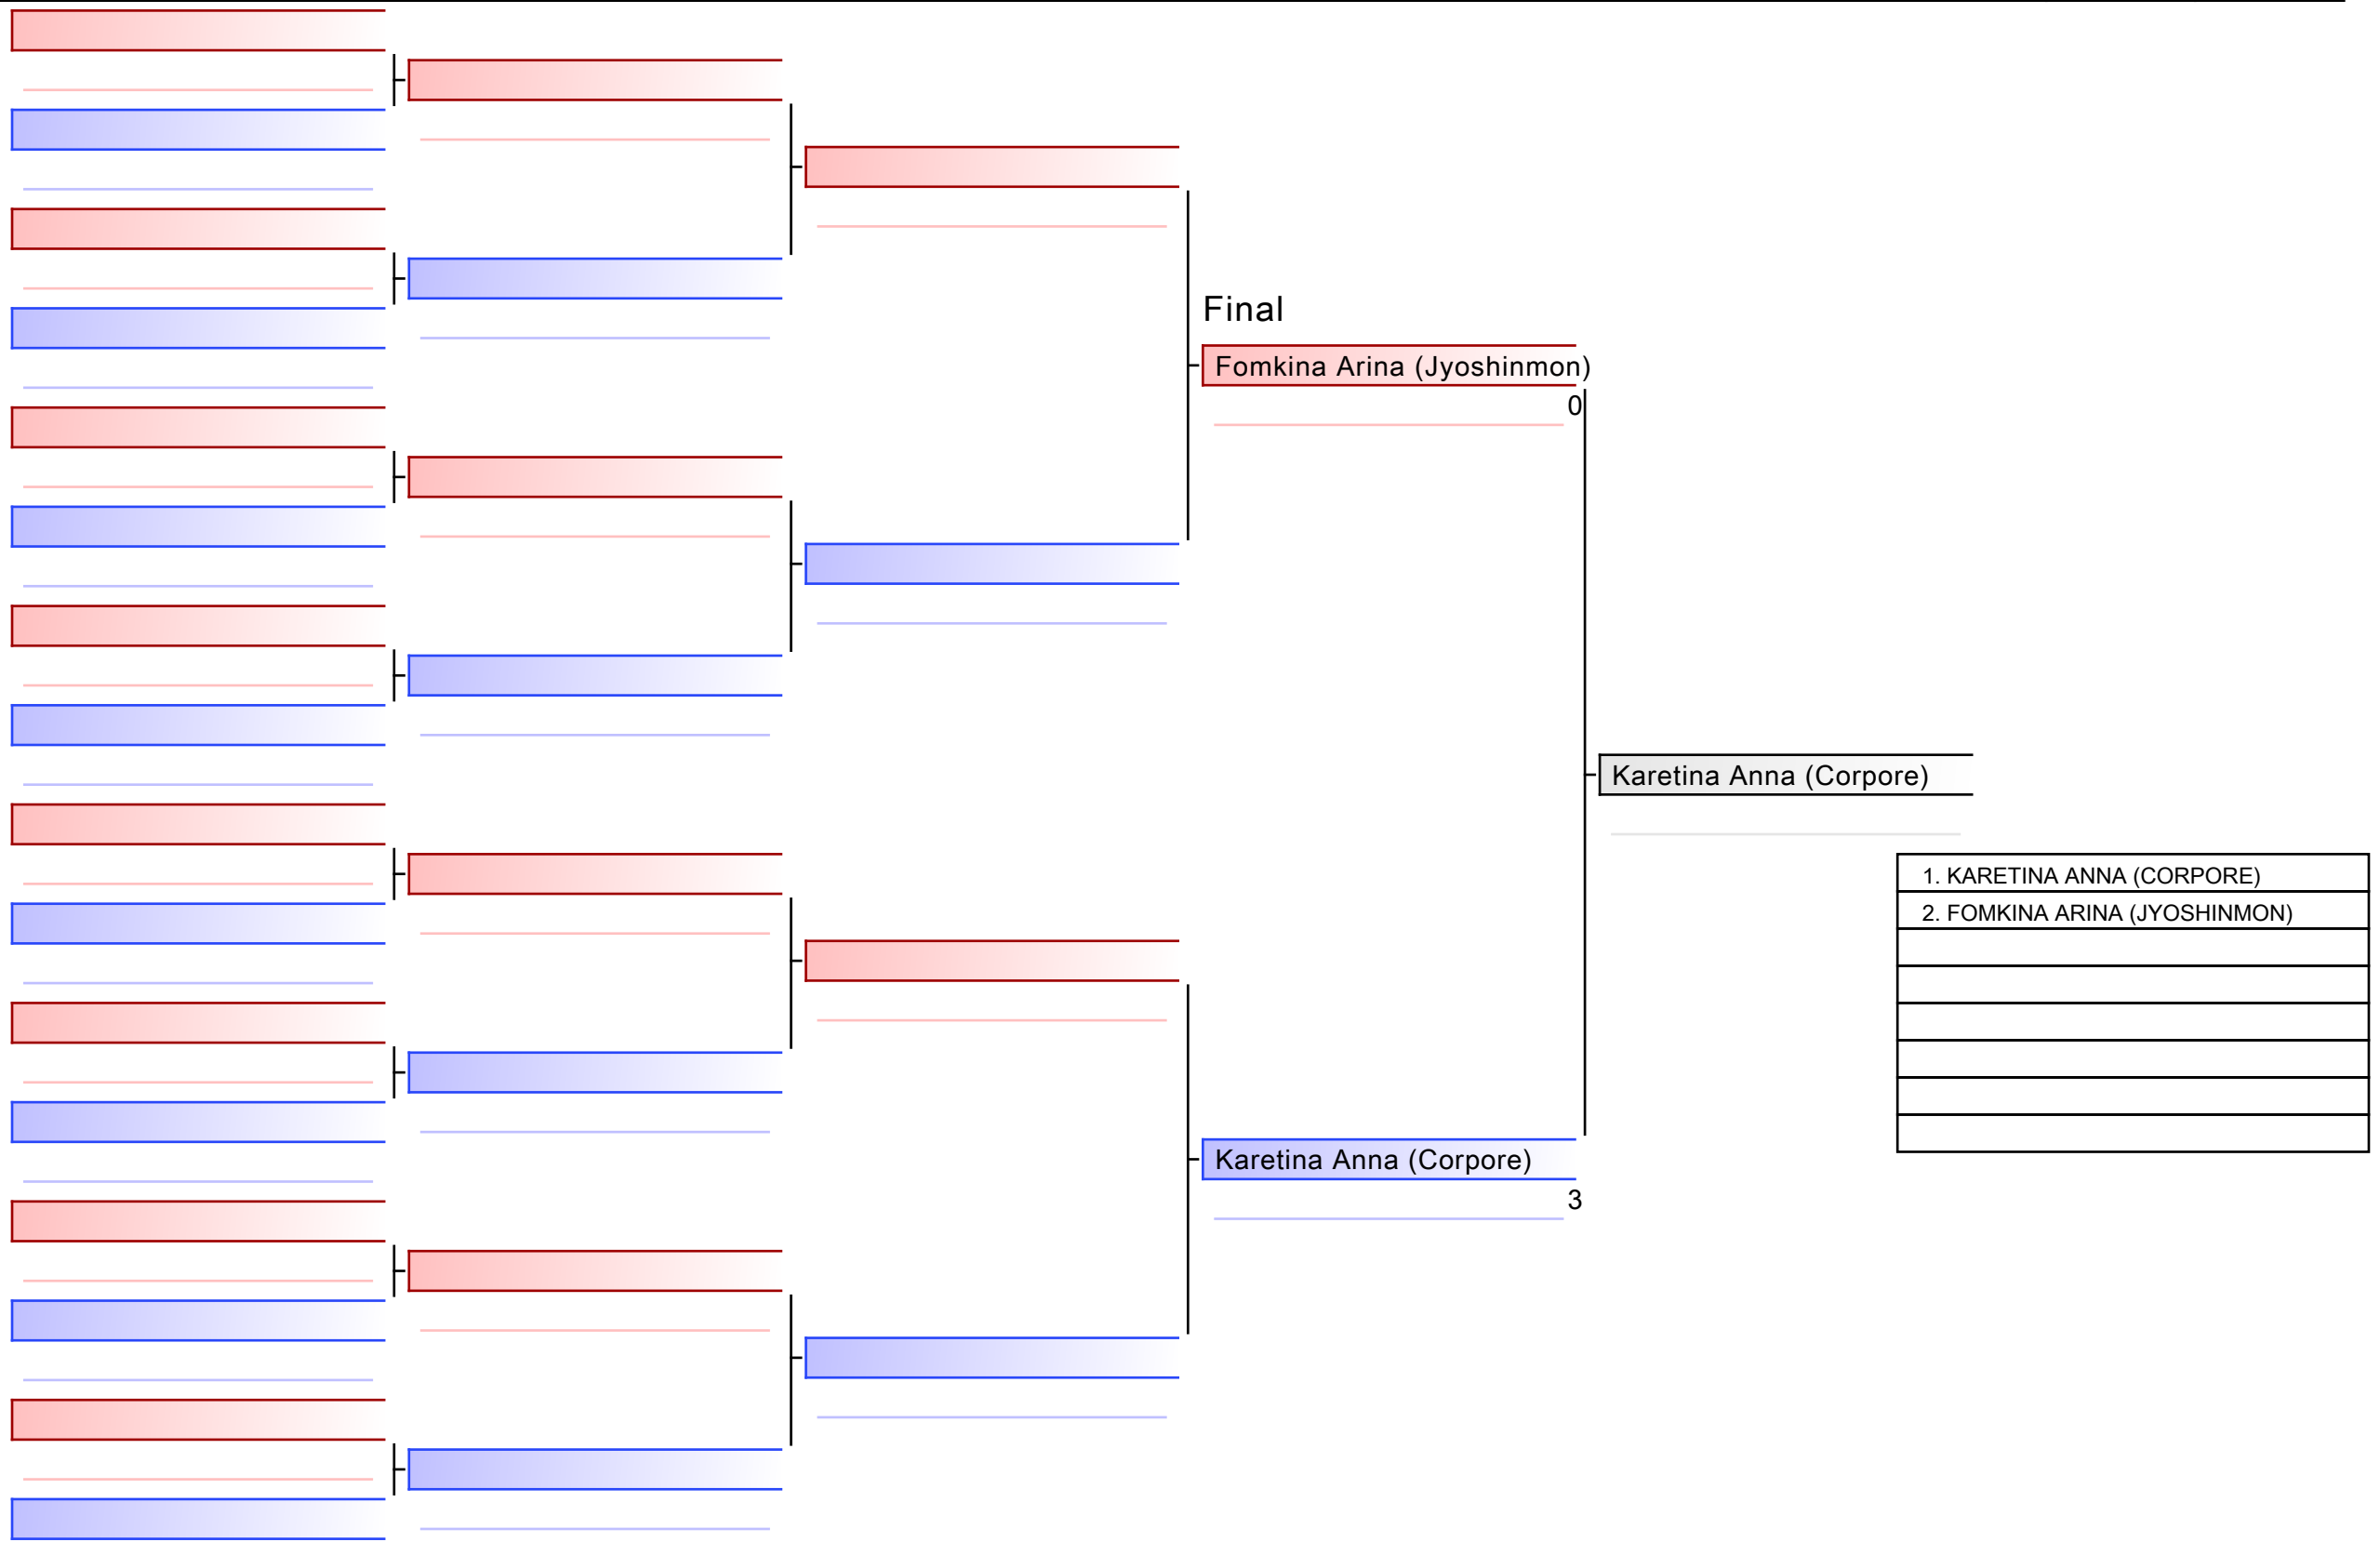 Final
Fomkina Arina (Jyoshinmon)
0
Karetina Anna (Corpore)
1. KARETINA ANNA (CORPORE)
2. FOMKINA ARINA (JYOSHINMON)
Karetina Anna (Corpore)
3